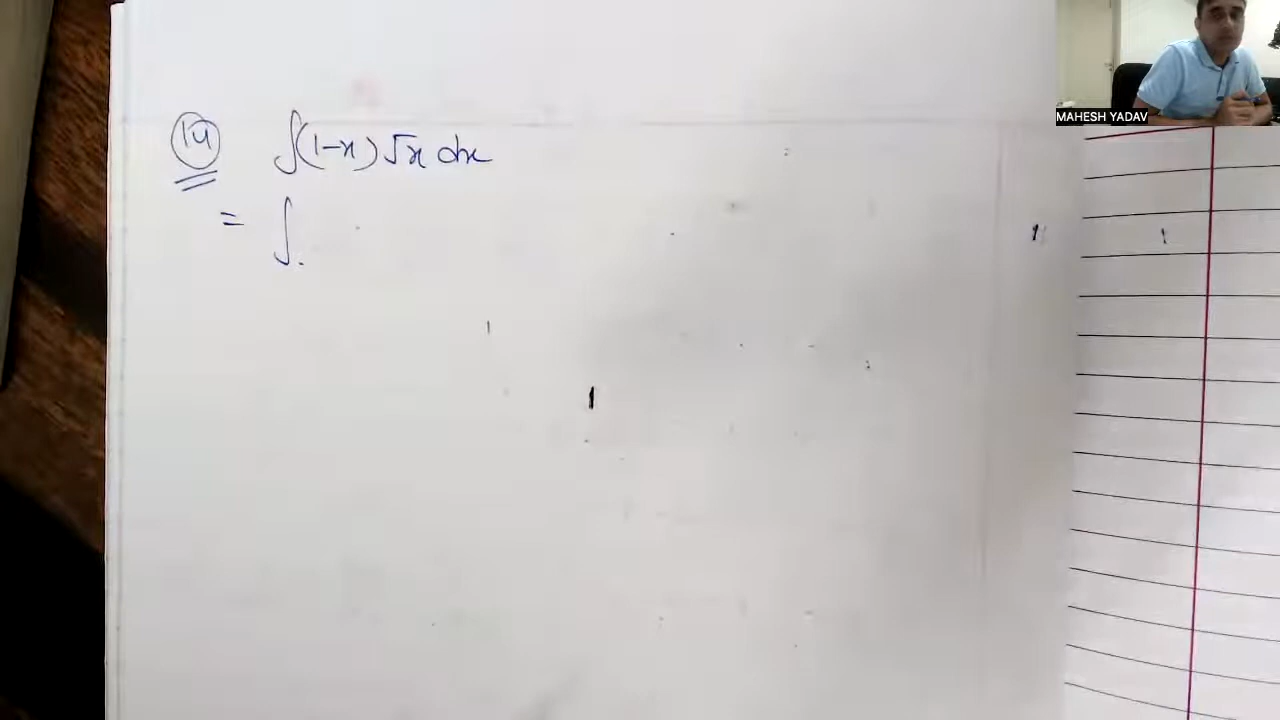 14 ∫(1-x) √x dx
= ∫
MAHESH YADAV